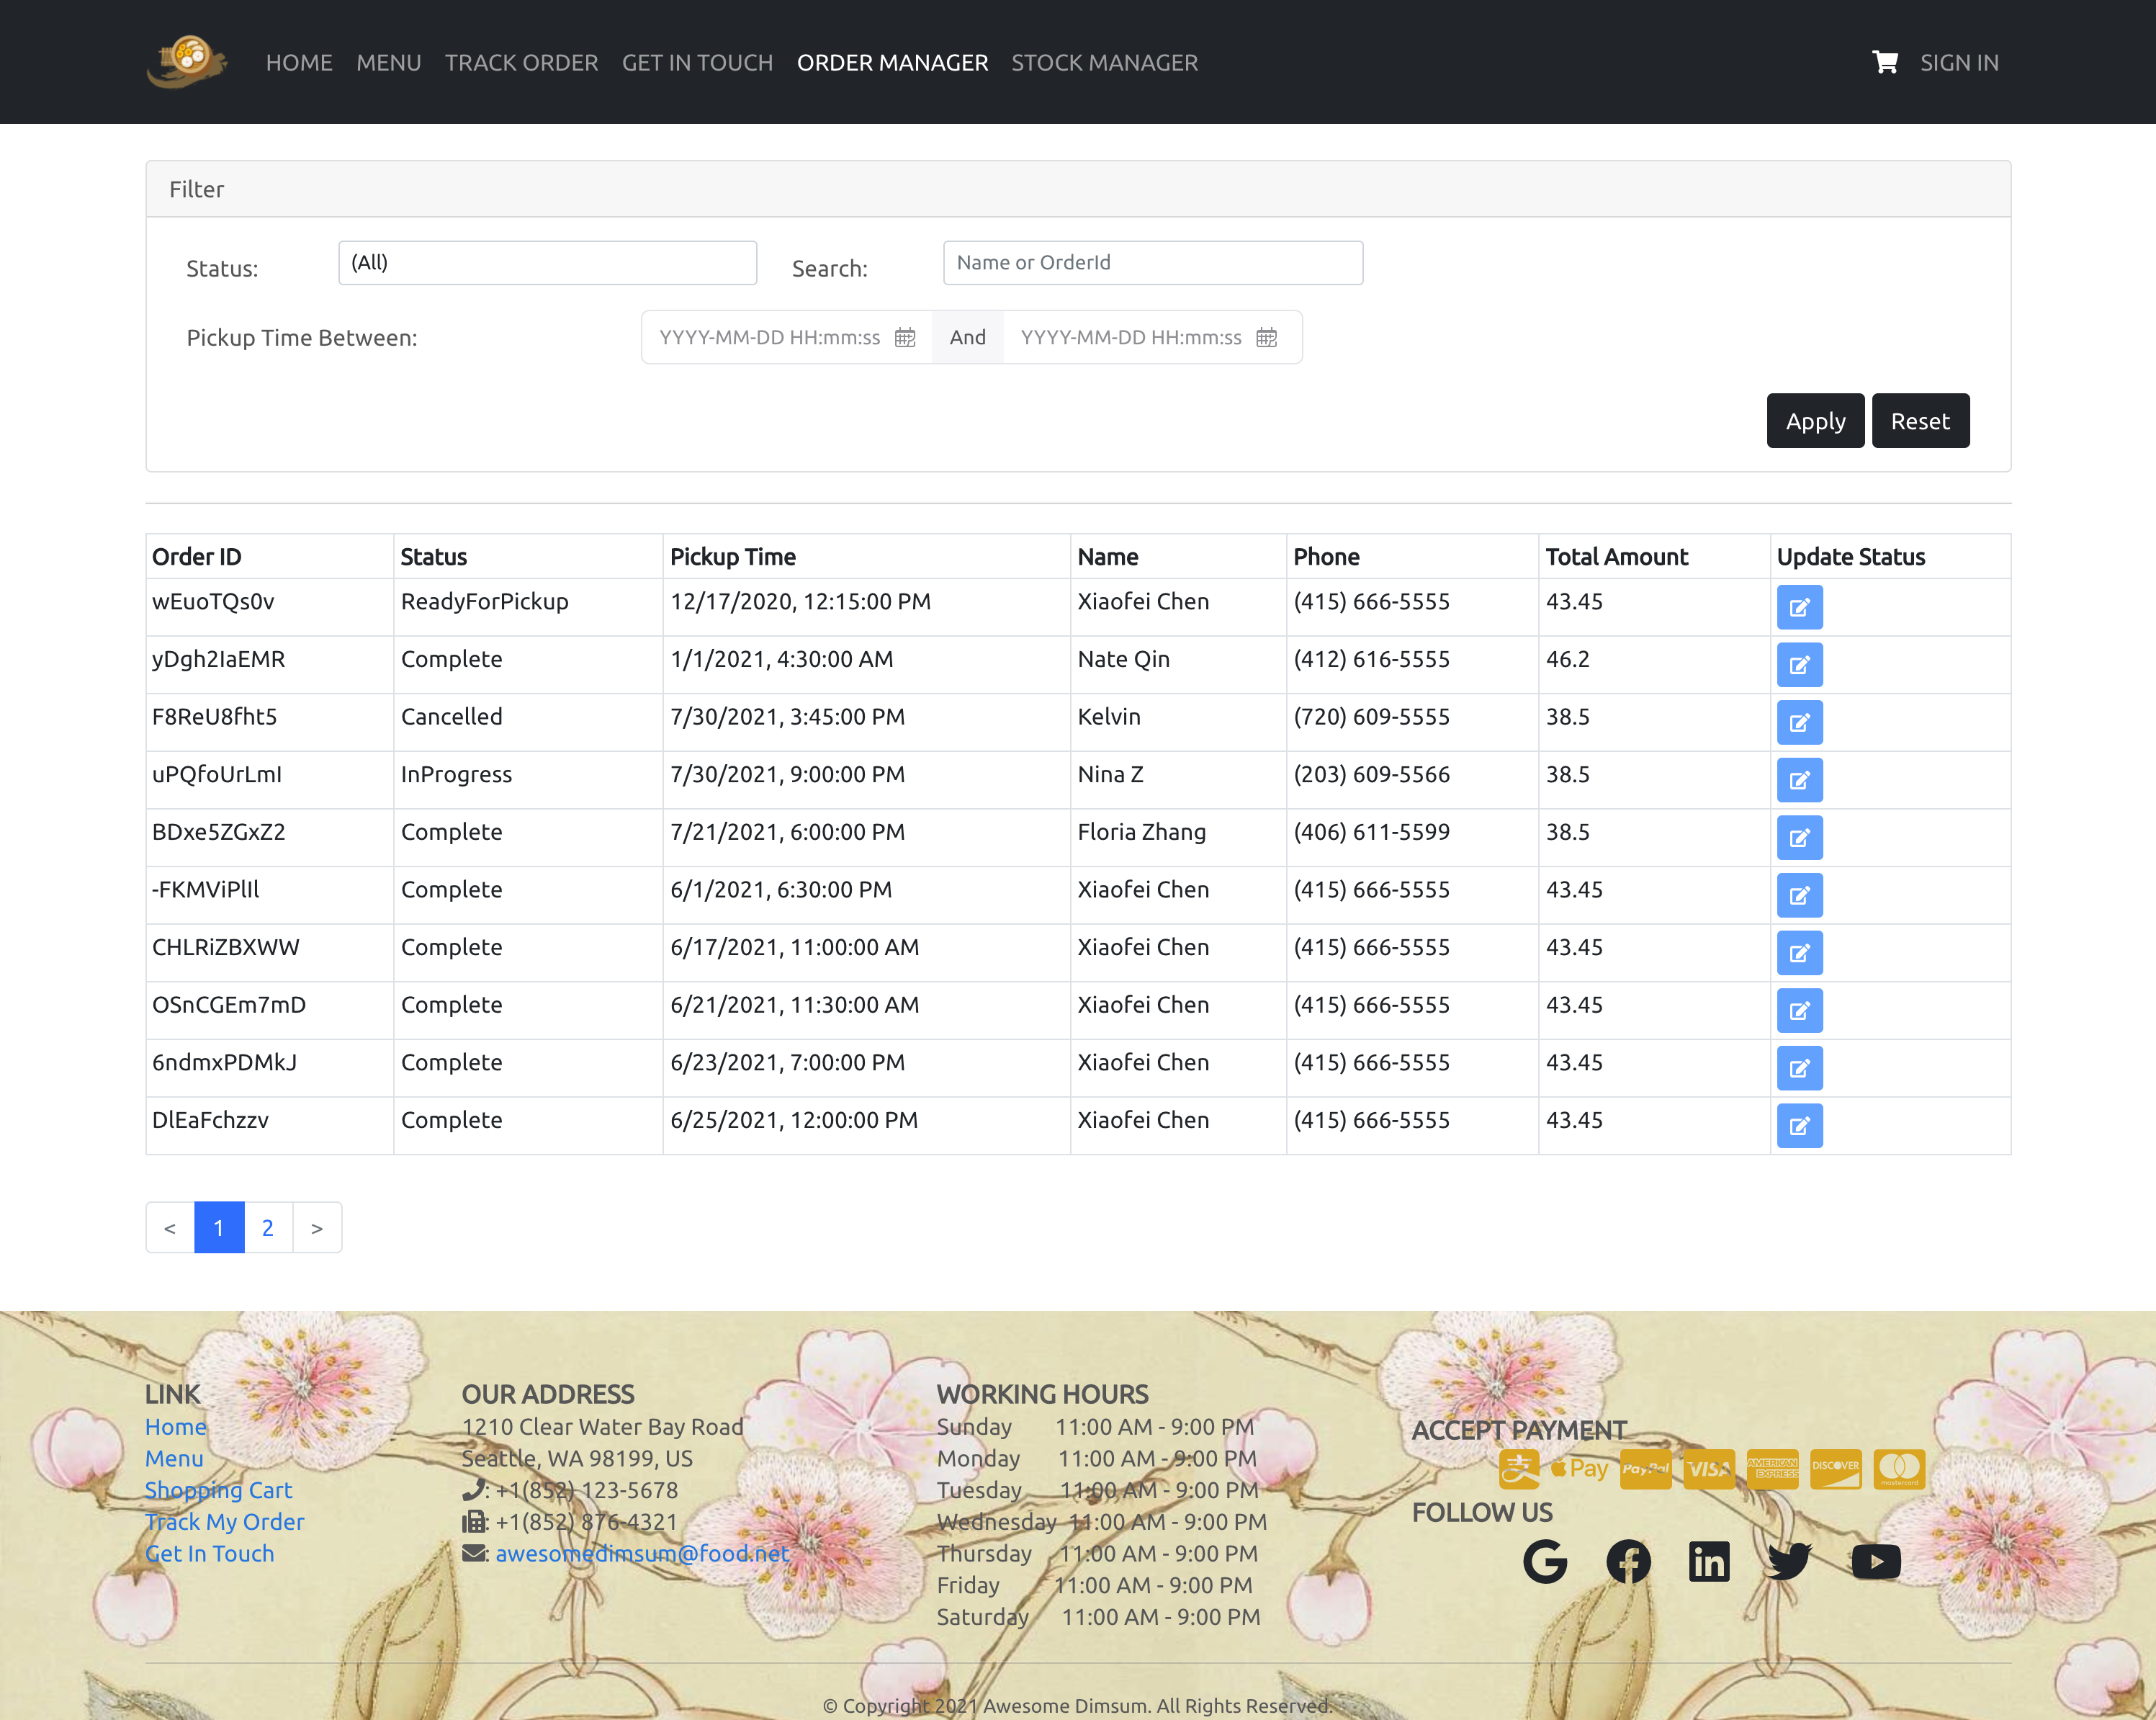 HOME MENU TRACK ORDER GET IN TOUCH ORDER MANAGER STOCK MANAGER SIGN IN
Filter
Status: (All) Search: Name or OrderId
Pickup Time Between: YYYY-MM-DD HH:mm:ss And YYYY-MM-DD HH:mm:ss
Apply Reset
Order ID Status Pickup Time Name Phone Total Amount Update Status
wEuoTQs0v ReadyForPickup 12/17/2020, 12:15:00 PM Xiaofei Chen (415) 666-5555 43.45
yDgh2IaEMR Complete 1/1/2021, 4:30:00 AM Nate Qin (412) 616-5555 46.2
F8ReU8fht5 Cancelled 7/30/2021, 3:45:00 PM Kelvin (720) 609-5555 38.5
uPQfoUrLmI InProgress 7/30/2021, 9:00:00 PM Nina Z (203) 609-5566 38.5
BDxe5ZGxZ2 Complete 7/21/2021, 6:00:00 PM Floria Zhang (406) 611-5599 38.5
-FKMViPlIl Complete 6/1/2021, 6:30:00 PM Xiaofei Chen (415) 666-5555 43.45
CHLRiZBXWW Complete 6/17/2021, 11:00:00 AM Xiaofei Chen (415) 666-5555 43.45
OSnCGEm7mD Complete 6/21/2021, 11:30:00 AM Xiaofei Chen (415) 666-5555 43.45
6ndmxPDMkJ Complete 6/23/2021, 7:00:00 PM Xiaofei Chen (415) 666-5555 43.45
DlEaFchzzv Complete 6/25/2021, 12:00:00 PM Xiaofei Chen (415) 666-5555 43.45
< 1 2 >
LINK
Home
Menu
Shopping Cart
Track My Order
Get In Touch
OUR ADDRESS
1210 Clear Water Bay Road
Seattle, WA 98199, US
: +1(852) 123-5678
: +1(852) 876-4321
: awesomedimsum@food.net
WORKING HOURS
Sunday 11:00 AM - 9:00 PM
Monday 11:00 AM - 9:00 PM
Tuesday 11:00 AM - 9:00 PM
Wednesday 11:00 AM - 9:00 PM
Thursday 11:00 AM - 9:00 PM
Friday 11:00 AM - 9:00 PM
Saturday 11:00 AM - 9:00 PM
ACCEPT PAYMENT
支 Pay PayPal VISA AMERICAN EXPRESS DISCOVER mastercard
FOLLOW US
G f in
© Copyright 2021 Awesome Dimsum. All Rights Reserved.